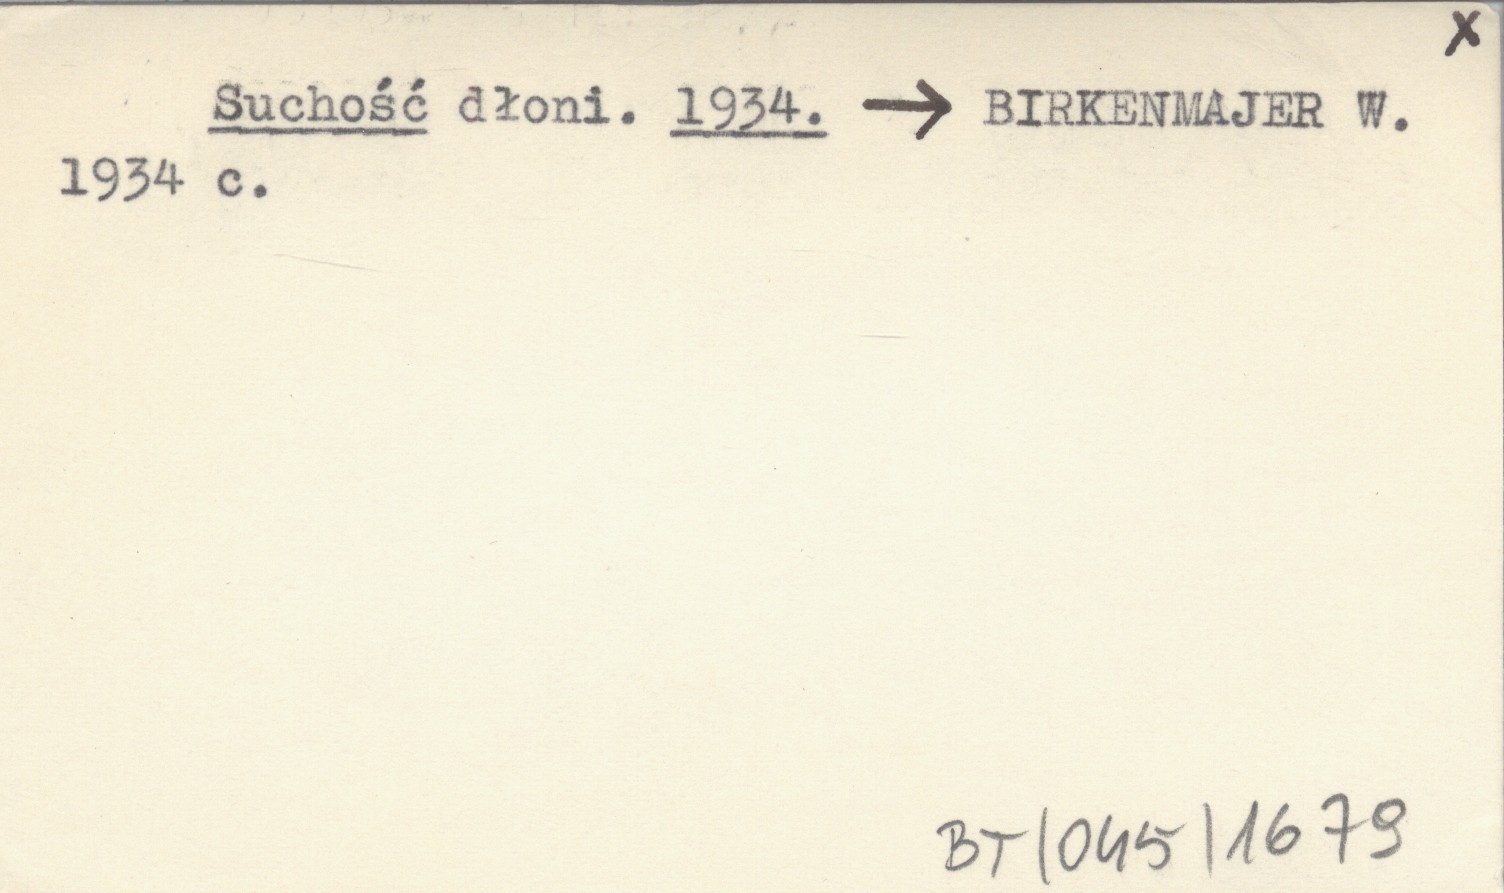 X
Suchość dłoni. 1934. → BIRKENMAJER W.
1934 c.
BT/045/1679